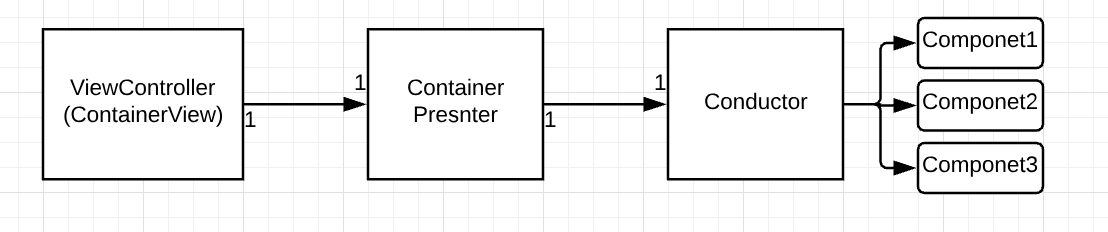 ViewController
(ContainerView)
1
1
Container
Presnter
1
1
Conductor
Componet1
Componet2
Componet3